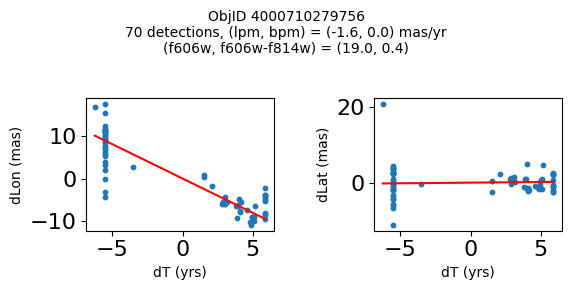 ObjID 4000710279756
70 detections, (lpm, bpm) = (-1.6, 0.0) mas/yr
(f606w, f606w-f814w) = (19.0, 0.4)
dLon (mas)
10
0
−10
−5
0
5
dT (yrs)
dLat (mas)
20
0
−5
0
5
dT (yrs)